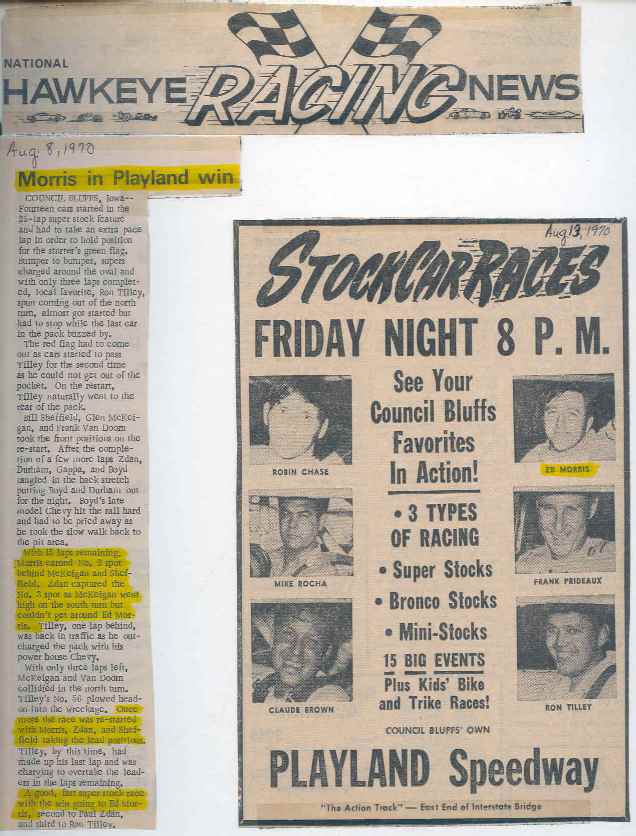 NATIONAL
HAWKEYE RACING NEWS
Aug. 8, 1970
Morris in Playland win
COUNCIL BLUFFS, Iowa--
Fourteen cars started in the
25-lap super stock feature
and had to take an extra pace
lap in order to hold position
for the starter's green flag.
Bumper to bumper, supers
charged around the oval and
with only three laps complet-
ed, local favorite, Ron Tilley,
spun coming out of the north
turn, almost got started but
had to stop while the last car
in the pack buzzed by.
The red flag had to come
out as cars started to pass
Tilley for the second time
as he could not get out of the
pocket. On the restart,
Tilley naturally went to the
rear of the pack.
Bill Sheffield, Glen McKei-
gan, and Frank Van Doorn
took the front positions on the
re-start. After the comple-
tion of a few more laps Zdan,
Durham, Gappa, and Boyd
tangled in the back stretch
putting Boyd and Durham out
for the night. Boyd's late
model Chevy hit the rail hard
and had to be pried away as
he took the slow walk back to
the pit area.
With 15 laps remaining,
Morris earned No. 3 spot
behind McKeigan and Shef-
field. Zdan captured the
No. 3 spot as McKeigan went
high on the south turn but
couldn't get around Ed Mor-
ris. Tilley, one lap behind,
was back in traffic as he out-
charged the pack with his
power house Chevy.
With only three laps left,
McKeigan and Van Doorn
collidied in the north turn.
Tilley's No. 56 plowed head-
on into the wreckage. Once
more the race was re-started
with Morris, Zdan, and Shef-
field taking the lead positions.
Tilley, by this time, had
made up his last lap and was
charging to overtake the lead-
ers in the laps remaining.
A good, fast super stock race
with the win going to Ed Mor-
ris, second to Paul Zdan,
and third to Ron Tilley.
Aug 13, 1970
STOCK CAR RACES
FRIDAY NIGHT 8 P. M.
See Your
Council Bluffs
Favorites
In Action!
• 3 TYPES
OF RACING
• Super Stocks
• Bronco Stocks
• Mini-Stocks
15 BIG EVENTS
Plus Kids' Bike
and Trike Races!
ROBIN CHASE
MIKE ROCHA
CLAUDE BROWN
ED MORRIS
FRANK PRIDEAUX
RON TILLEY
COUNCIL BLUFFS' OWN
PLAYLAND Speedway
"The Action Track" — East End of Interstate Bridge